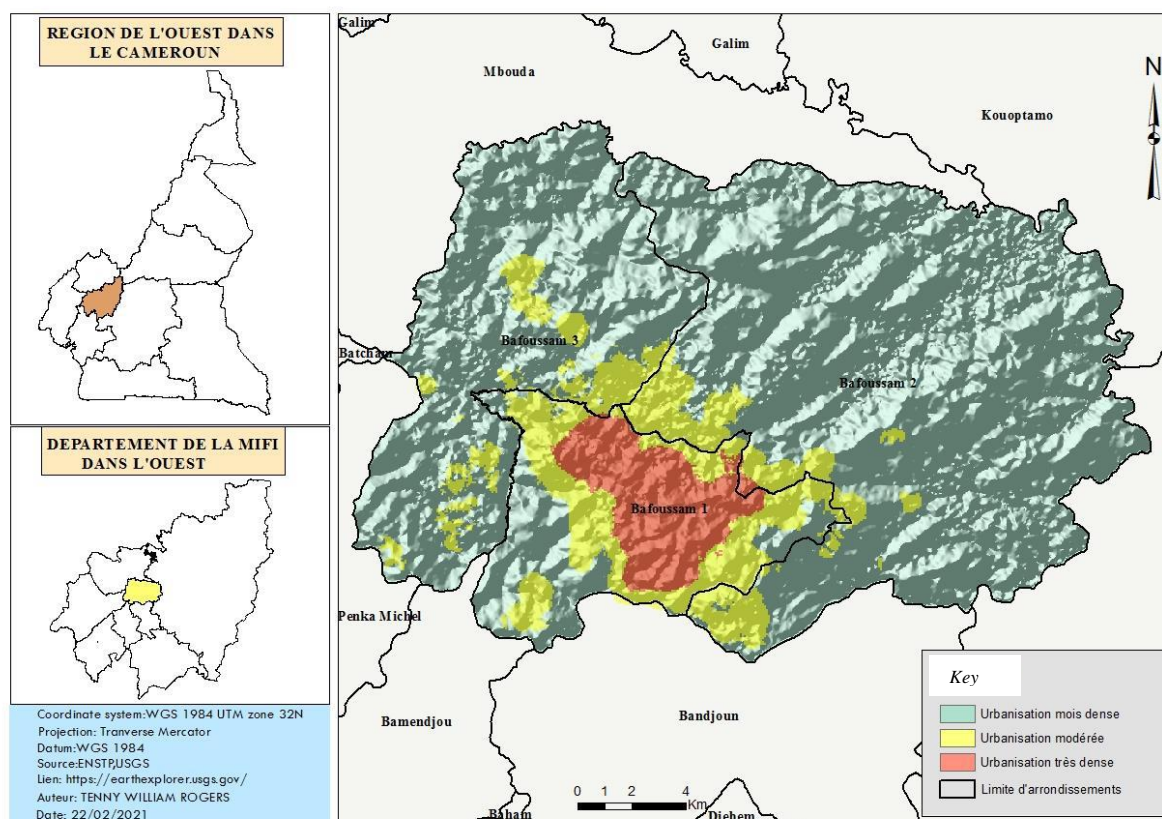 REGION DE L'OUEST DANS
LE CAMEROUN
DEPARTEMENT DE LA MIFI
DANS L'OUEST
Coordinate system:WGS 1984 UTM zone 32N
Projection: Tranverse Mercator
Datum:WGS 1984
Source:ENSTP,USGS
Lien: https://earthexplorer.usgs.gov/
Auteur: TENNY WILLIAM ROGERS
Date: 22/02/2021
Galim
Galim
Mbouda
Kouoptamo
N
Bafoussam 3
Batcham
Bafoussam 2
Bafoussam 1
Penka Michel
Bamendjou
Bandjoun
Baham
Diehem
0 1 2 4
Km
Key
Urbanisation mois dense
Urbanisation modérée
Urbanisation très dense
Limite d'arrondissements